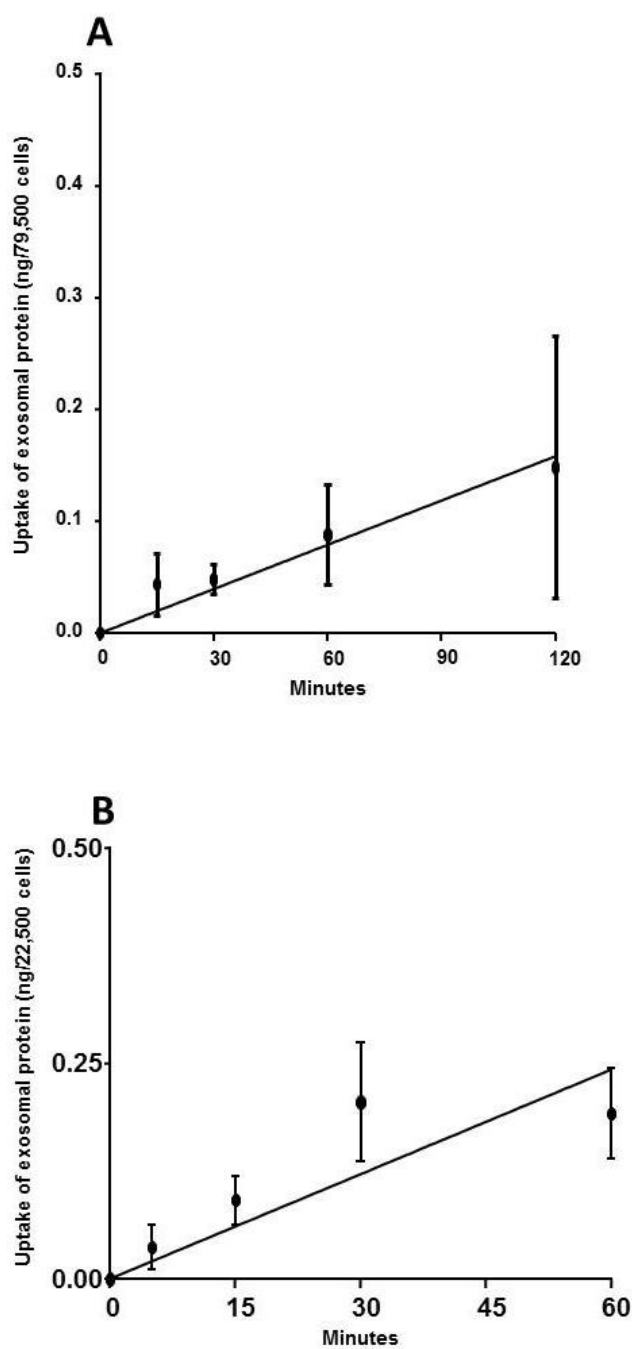 A
Uptake of exosomal protein (ng/79,500 cells)
0.5
0.4
0.3
0.2
0.1
0.0
0 30 60 90 120
Minutes
B
Uptake of exosomal protein (ng/22,500 cells)
0.50
0.25
0.00
0 15 30 45 60
Minutes